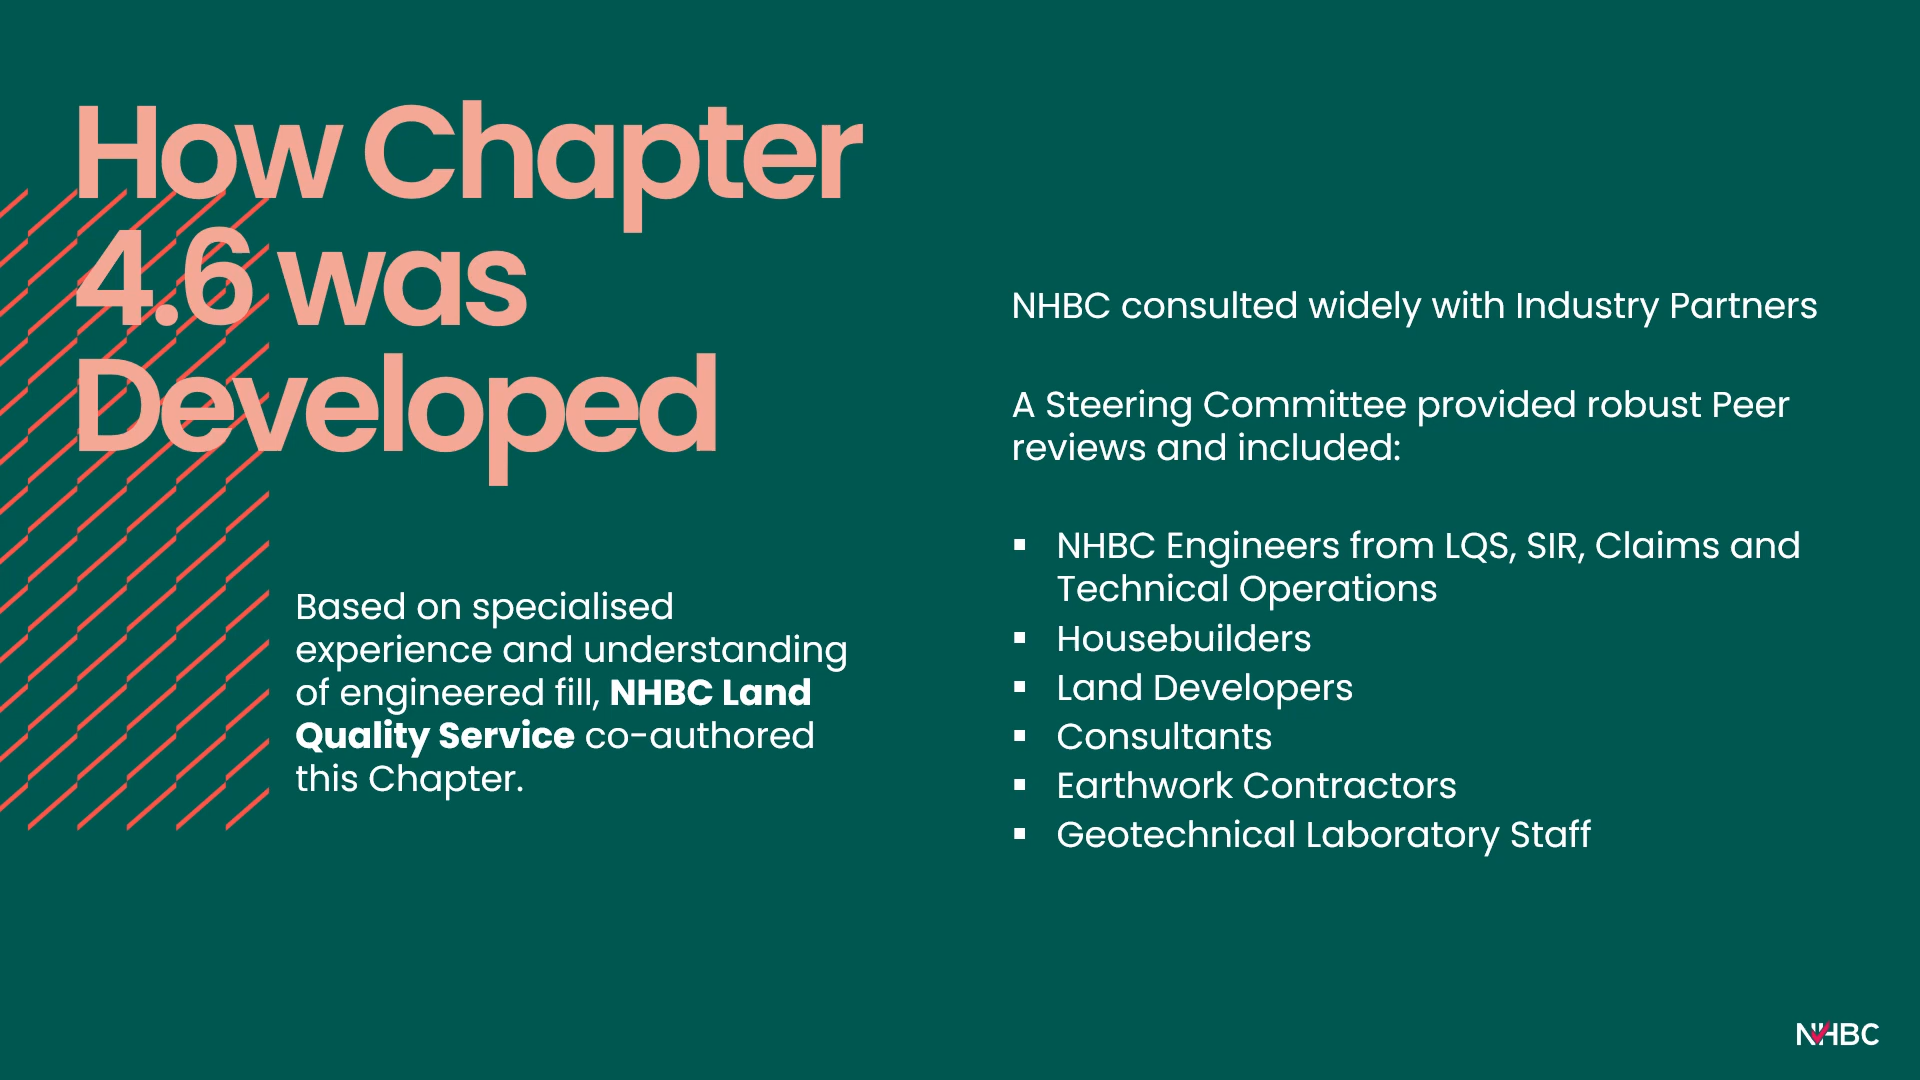 How Chapter
4.6 was
Developed
Based on specialised
experience and understanding
of engineered fill, NHBC Land
Quality Service co-authored
this Chapter.
NHBC consulted widely with Industry Partners
A Steering Committee provided robust Peer
reviews and included:
▪ NHBC Engineers from LQS, SIR, Claims and
Technical Operations
▪ Housebuilders
▪ Land Developers
▪ Consultants
▪ Earthwork Contractors
▪ Geotechnical Laboratory Staff
NHBC